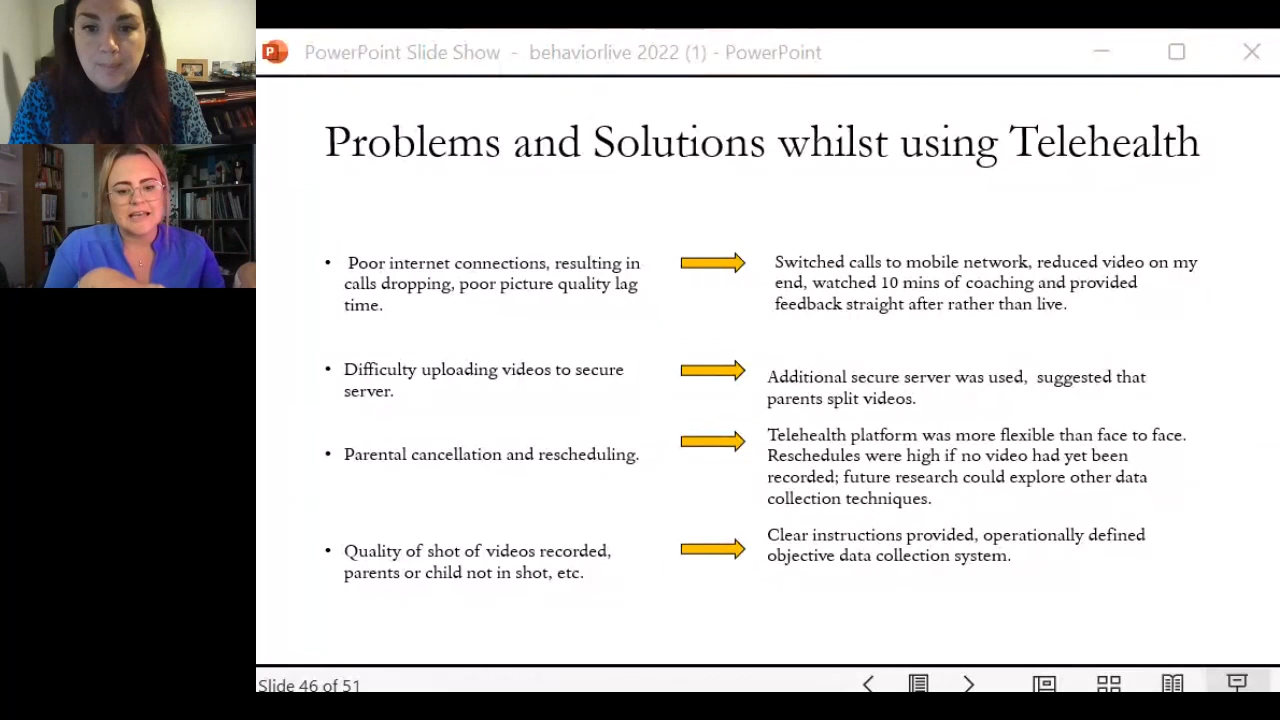 PowerPoint Slide Show - behaviorlive 2022 (1) - PowerPoint
Problems and Solutions whilst using Telehealth
• Poor internet connections, resulting in
calls dropping, poor picture quality lag
time.
Switched calls to mobile network, reduced video on my
end, watched 10 mins of coaching and provided
feedback straight after rather than live.
• Difficulty uploading videos to secure
server.
Additional secure server was used, suggested that
parents split videos.
• Parental cancellation and rescheduling.
Telehealth platform was more flexible than face to face.
Reschedules were high if no video had yet been
recorded; future research could explore other data
collection techniques.
• Quality of shot of videos recorded,
parents or child not in shot, etc.
Clear instructions provided, operationally defined
objective data collection system.
Slide 46 of 51